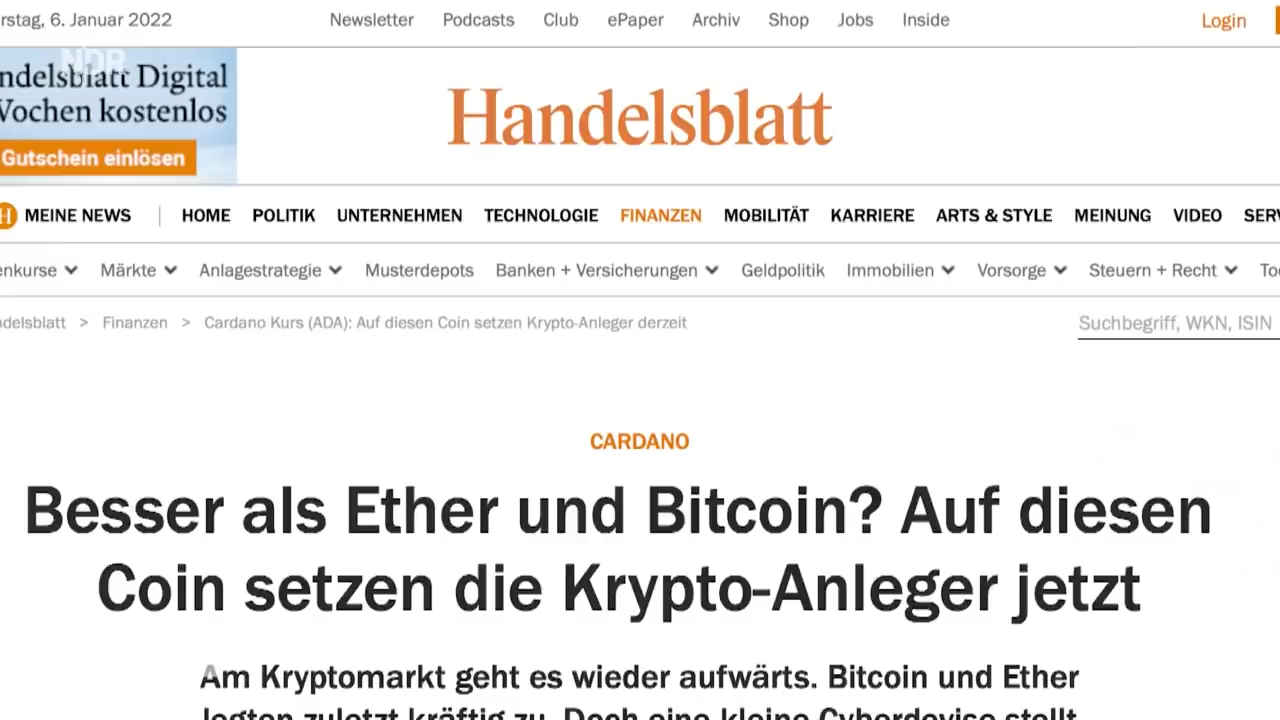 rstag, 6. Januar 2022 Newsletter Podcasts Club ePaper Archiv Shop Jobs Inside Login
NDR
ndelsblatt Digital
Wochen kostenlos
Gutschein einlösen
Handelsblatt
H MEINE NEWS HOME POLITIK UNTERNEHMEN TECHNOLOGIE FINANZEN MOBILITÄT KARRIERE ARTS & STYLE MEINUNG VIDEO SERV
enkurse Märkte Anlagestrategie Musterdepots Banken + Versicherungen Geldpolitik Immobilien Vorsorge Steuern + Recht Too
delsblatt > Finanzen > Cardano Kurs (ADA): Auf diesen Coin setzen Krypto-Anleger derzeit Suchbegriff, WKN, ISIN
CARDANO
Besser als Ether und Bitcoin? Auf diesen
Coin setzen die Krypto-Anleger jetzt
Am Kryptomarkt geht es wieder aufwärts. Bitcoin und Ether
legten zuletzt kräftig zu. Doch eine kleine Cyberdevise stellt